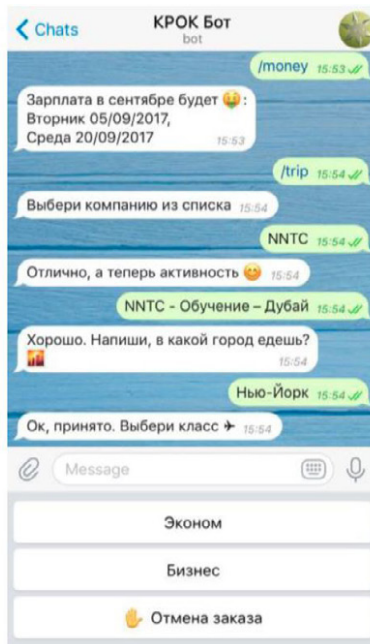 Chats
КРОК Бот
bot
/money 15:53
Зарплата в сентябре будет 🤑:
Вторник 05/09/2017,
Среда 20/09/2017 15:53
/trip 15:54
Выбери компанию из списка 15:54
NNTC 15:54
Отлично, а теперь активность 😊 15:54
NNTC - Обучение – Дубай 15:54
Хорошо. Напиши, в какой город едешь?
🌇 15:54
Нью-Йорк 15:54
Ок, принято. Выбери класс ✈ 15:54
Message
Эконом
Бизнес
✋ Отмена заказа